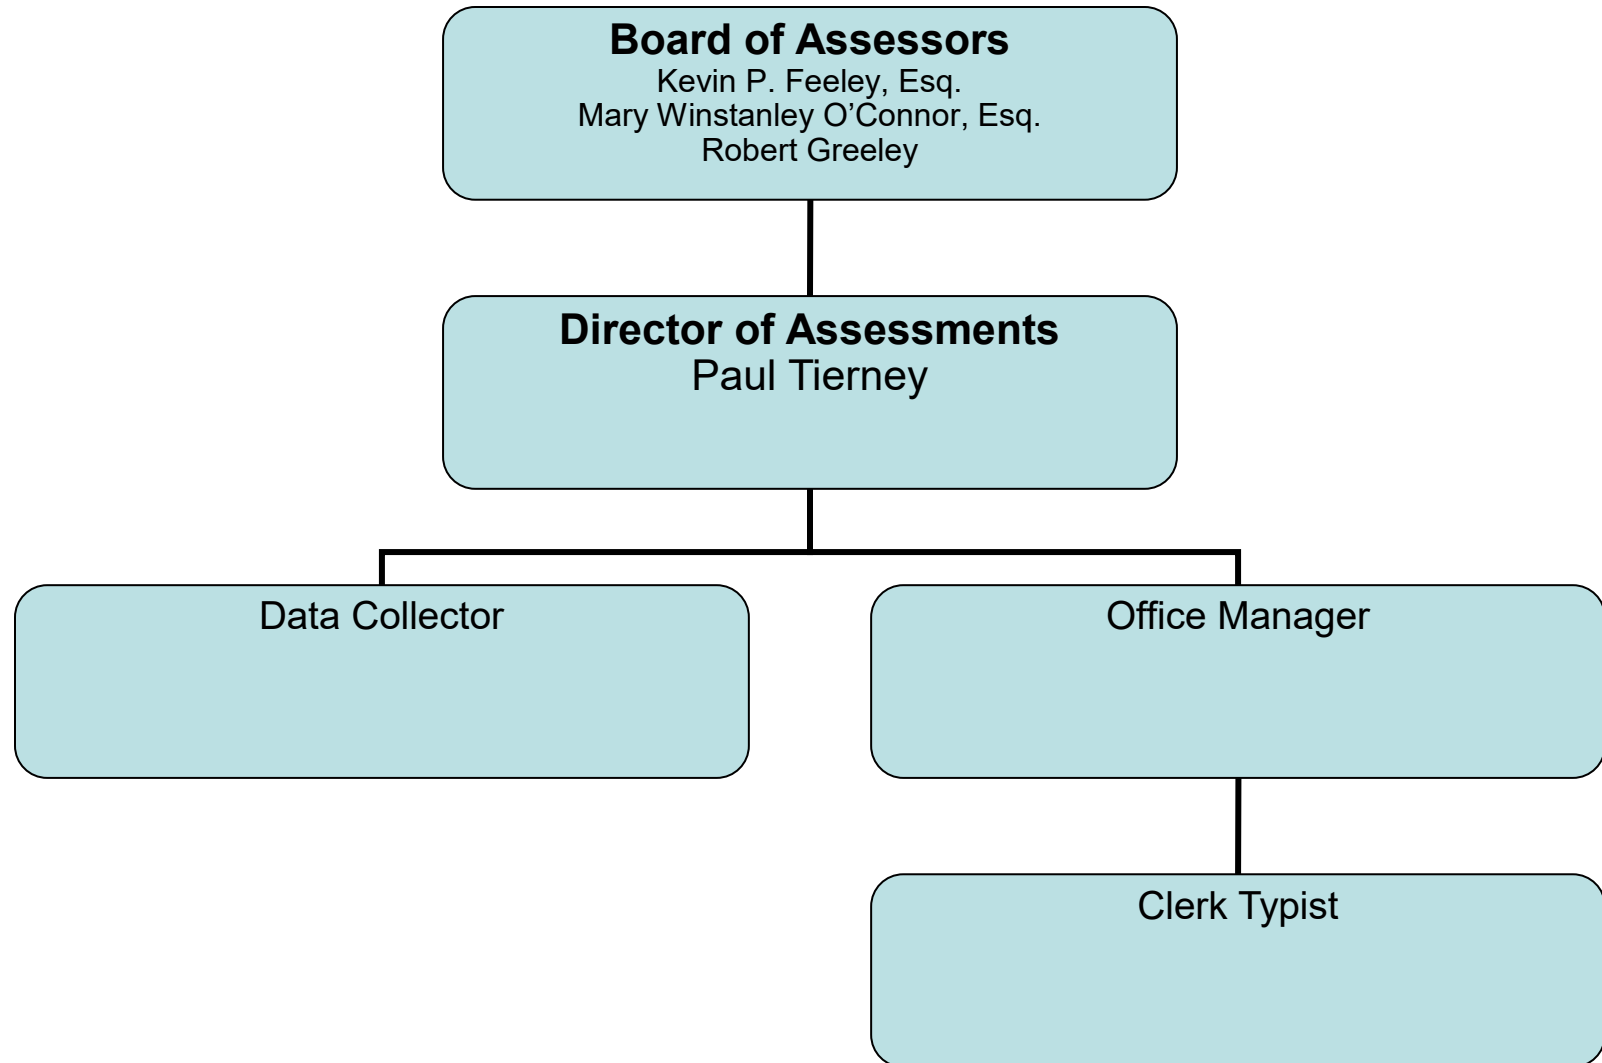 Board of Assessors
Kevin P. Feeley, Esq.
Mary Winstanley O’Connor, Esq.
Robert Greeley
Director of Assessments
Paul Tierney
Data Collector
Office Manager
Clerk Typist